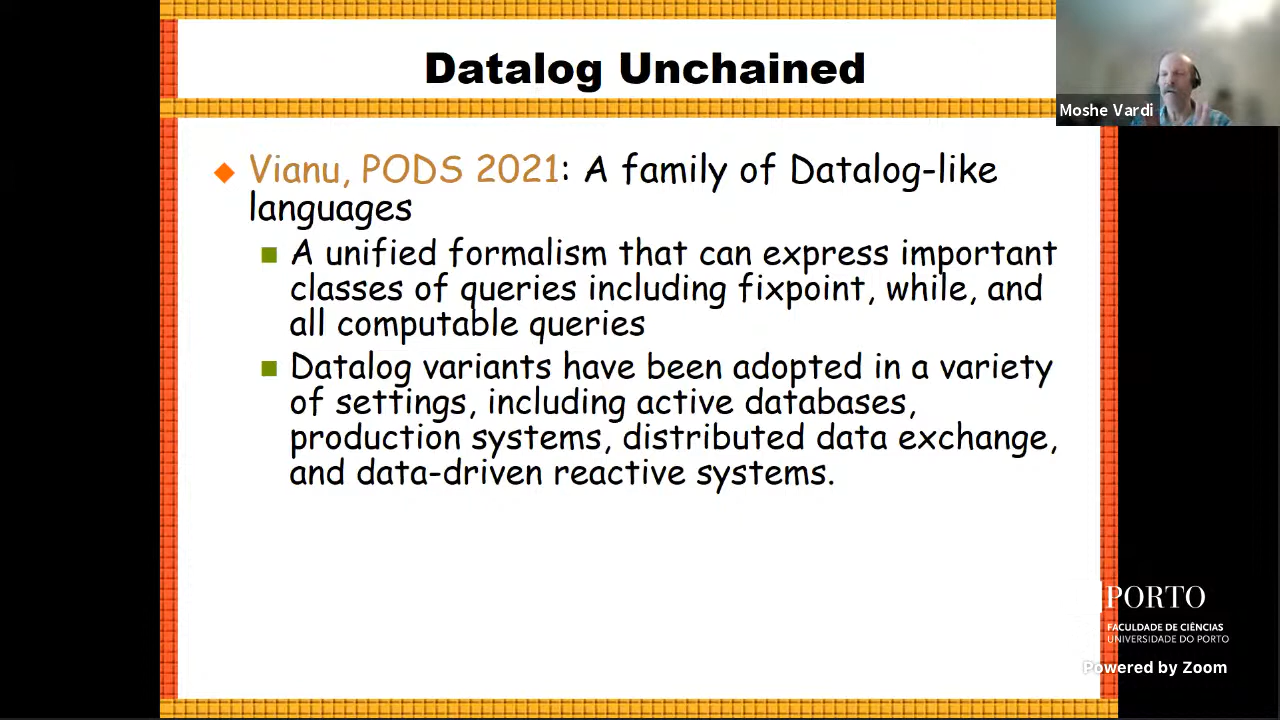 Datalog Unchained
Moshe Vardi
Vianu, PODS 2021: A family of Datalog-like
languages
A unified formalism that can express important
classes of queries including fixpoint, while, and
all computable queries
Datalog variants have been adopted in a variety
of settings, including active databases,
production systems, distributed data exchange,
and data-driven reactive systems.
PORTO
FACULDADE DE CIÊNCIAS
UNIVERSIDADE DO PORTO
Powered by Zoom